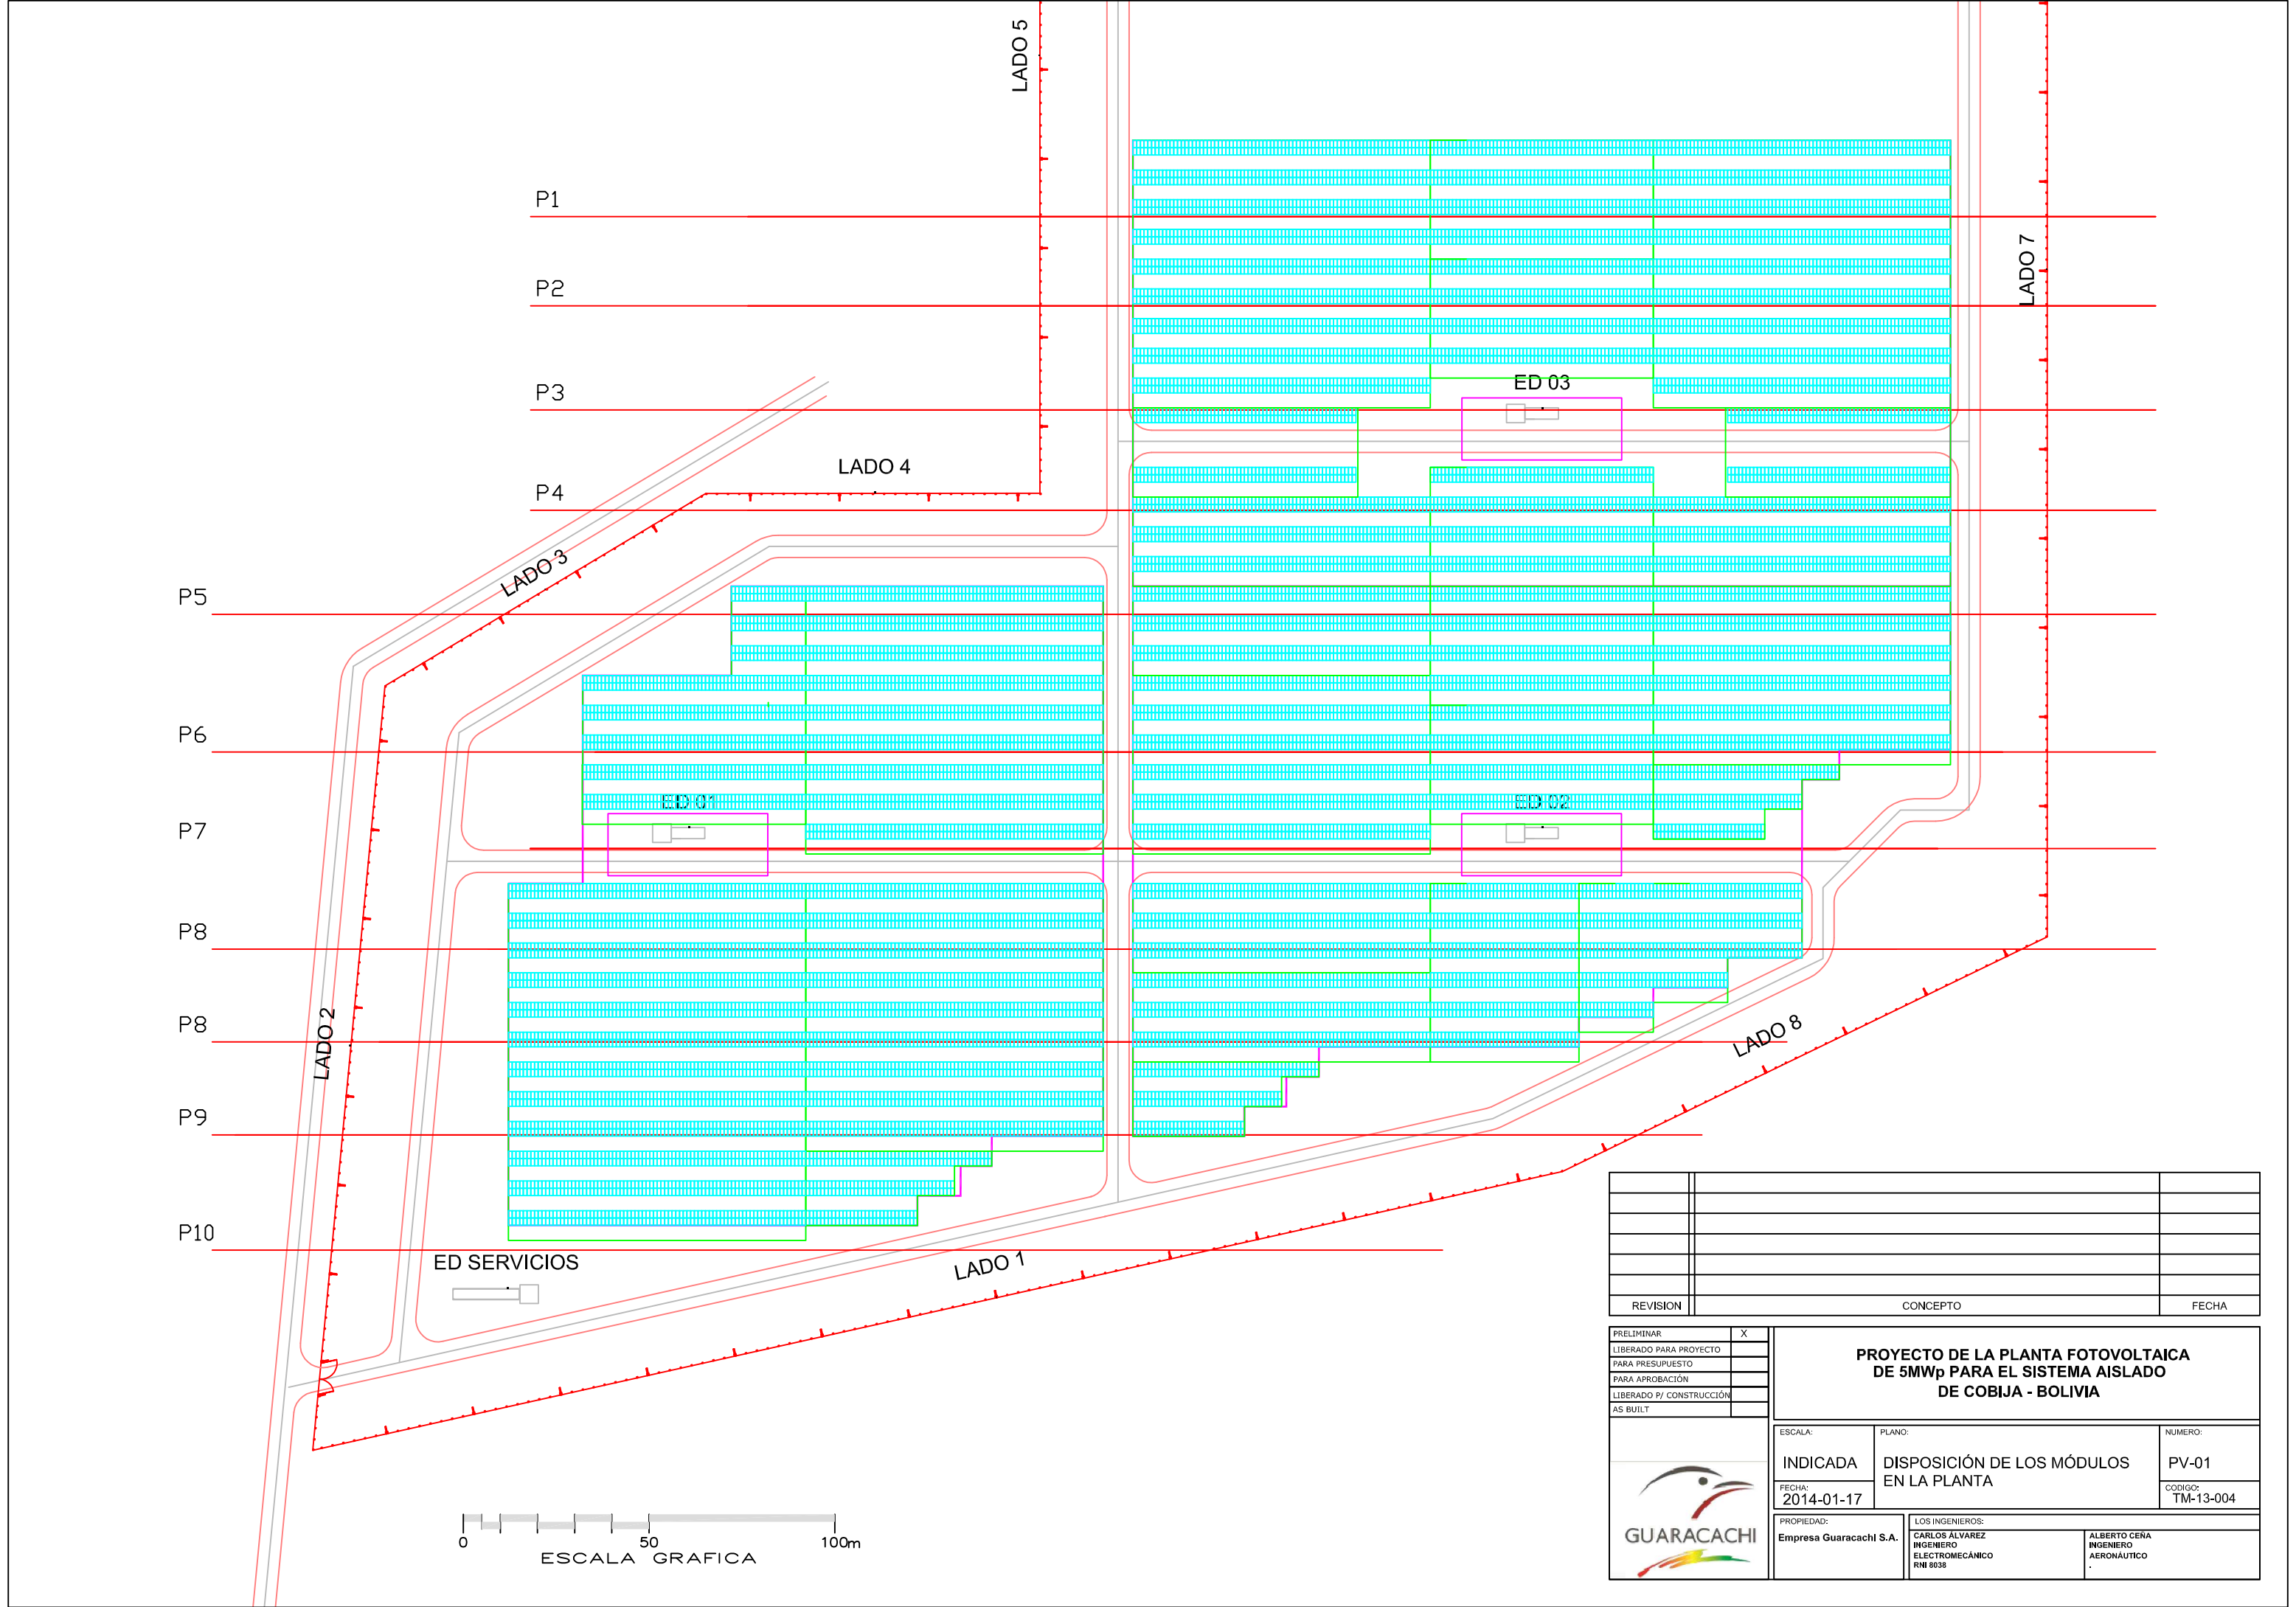 LADO 5
P1
P2
LADO 7
P3
ED 03
LADO 4
P4
LADO 3
P5
P6
ED 01
ED 02
P7
P8
P8
LADO 2
LADO 8
P9
P10
ED SERVICIOS
LADO 1
0 50 100m
ESCALA GRAFICA
REVISION CONCEPTO FECHA
PRELIMINAR X
LIBERADO PARA PROYECTO
PARA PRESUPUESTO
PARA APROBACIÓN
LIBERADO P/ CONSTRUCCIÓN
AS BUILT
PROYECTO DE LA PLANTA FOTOVOLTAICA
DE 5MWp PARA EL SISTEMA AISLADO
DE COBIJA - BOLIVIA
ESCALA:
INDICADA
PLANO:
DISPOSICIÓN DE LOS MÓDULOS
EN LA PLANTA
NUMERO:
PV-01
FECHA:
2014-01-17
CODIGO:
TM-13-004
GUARACACHI
PROPIEDAD:
Empresa Guaracachi S.A.
LOS INGENIEROS:
CARLOS ÁLVAREZ
INGENIERO
ELECTROMECÁNICO
RNI 8038
ALBERTO CEÑA
INGENIERO
AERONÁUTICO
.